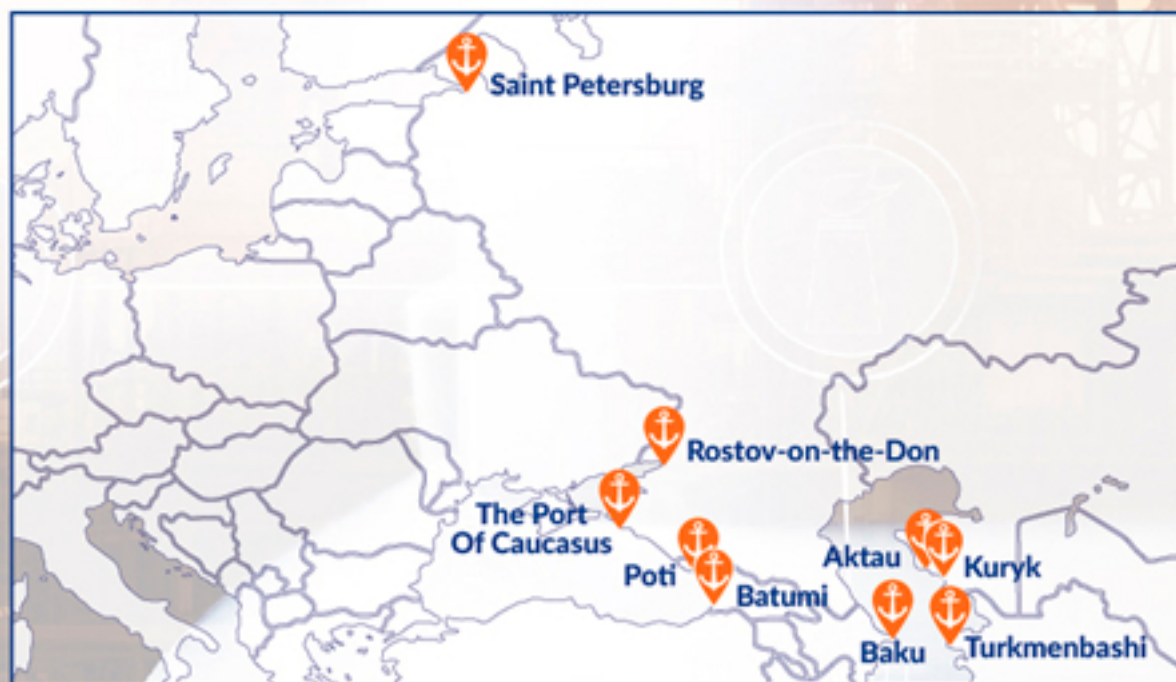 Saint Petersburg
Rostov-on-the-Don
The Port
Of Caucasus
Aktau
Kuryk
Poti
Batumi
Baku
Turkmenbashi